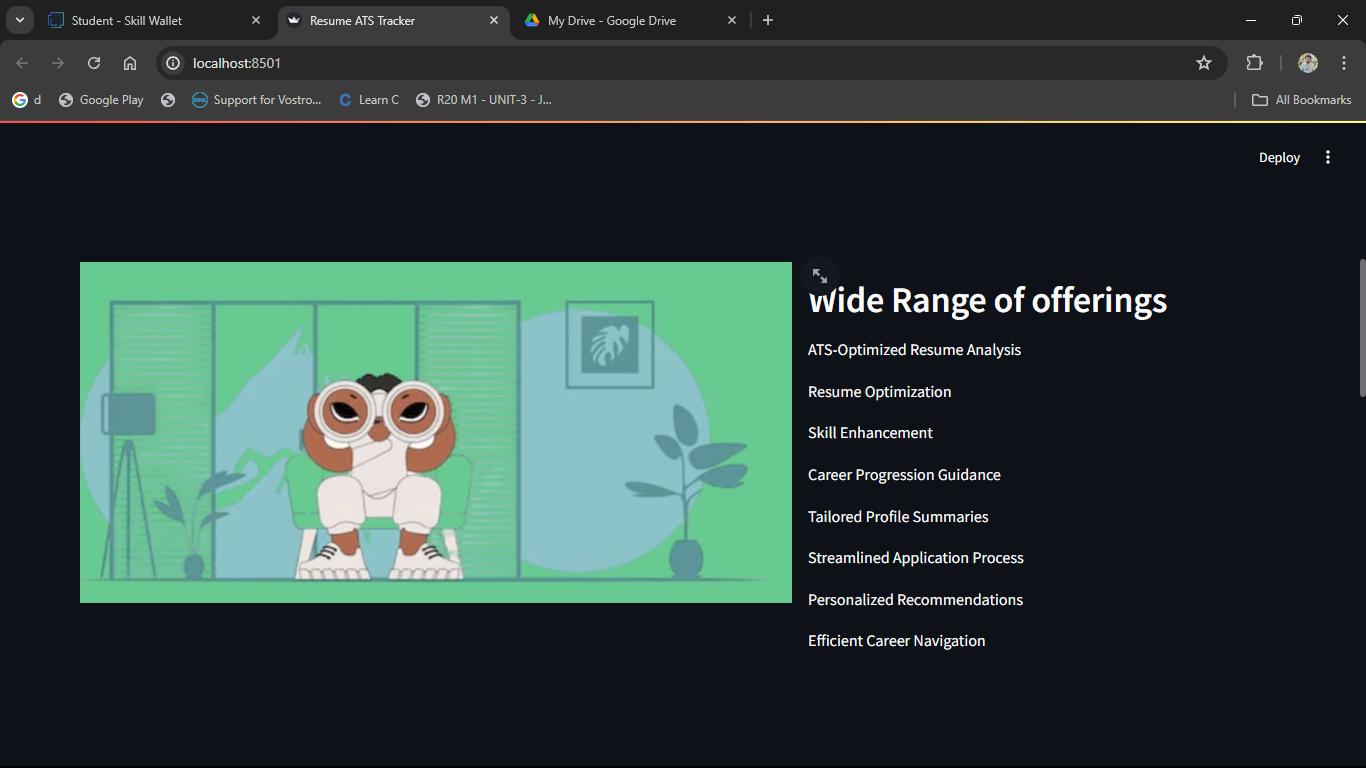 Student - Skill Wallet
Resume ATS Tracker
My Drive - Google Drive
localhost:8501
d
Google Play
Support for Vostro...
Learn C
R20 M1 - UNIT-3 - J...
All Bookmarks
Deploy
Wide Range of offerings
ATS-Optimized Resume Analysis
Resume Optimization
Skill Enhancement
Career Progression Guidance
Tailored Profile Summaries
Streamlined Application Process
Personalized Recommendations
Efficient Career Navigation